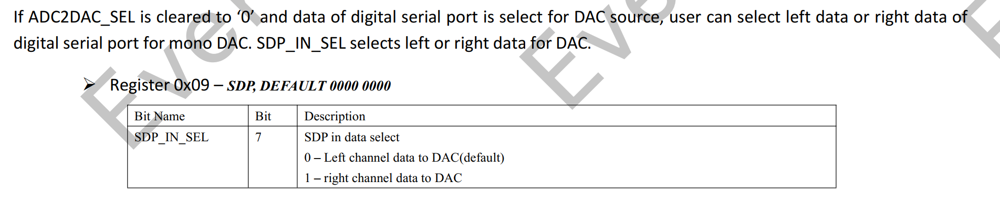 If ADC2DAC_SEL is cleared to ‘0’ and data of digital serial port is select for DAC source, user can select left data or right data of
digital serial port for mono DAC. SDP_IN_SEL selects left or right data for DAC.
➢ Register 0x09 – SDP, DEFAULT 0000 0000
Bit Name Bit Description
SDP_IN_SEL 7 SDP in data select
0 – Left channel data to DAC(default)
1 – right channel data to DAC
Ever
Eve